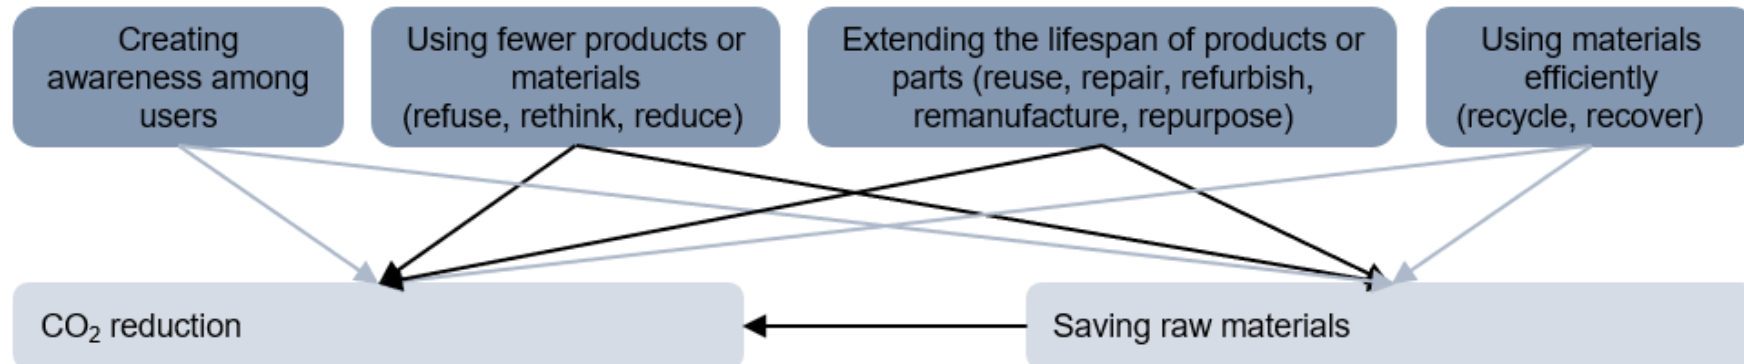 Creating
awareness among
users
Using fewer products or
materials
(refuse, rethink, reduce)
Extending the lifespan of products or
parts (reuse, repair, refurbish,
remanufacture, repurpose)
Using materials
efficiently
(recycle, recover)
CO₂ reduction
Saving raw materials